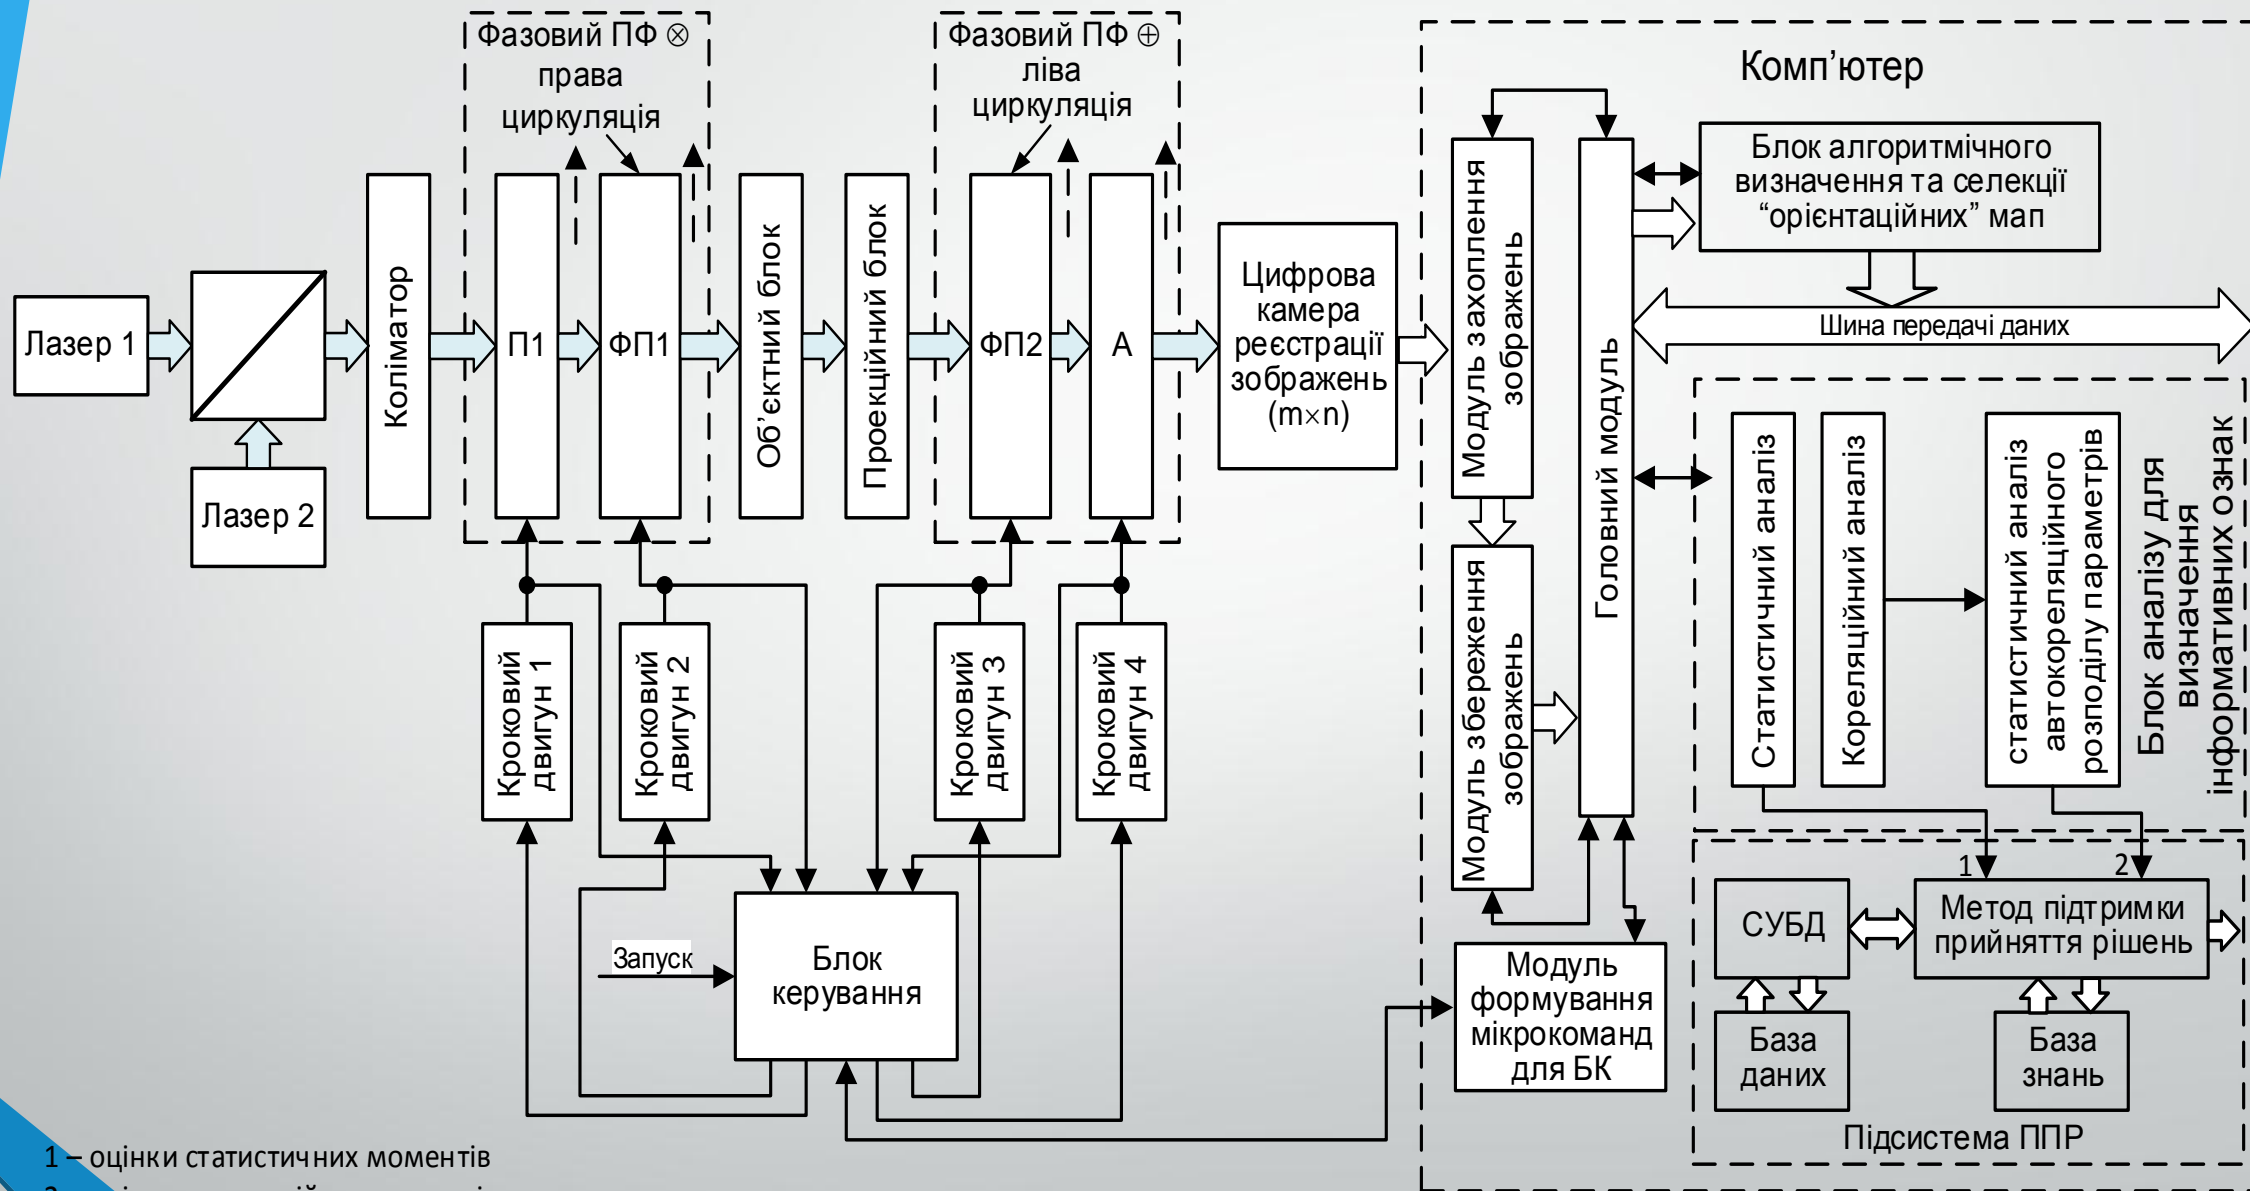 Фазовий ПФ ⊗
права
циркуляція
Фазовий ПФ ⊕
ліва
циркуляція
Комп’ютер
Лазер 1
Лазер 2
Коліматор
П1
ФП1
Об’єктний блок
Проекційний блок
ФП2
А
Цифрова
камера
реєстрації
зображень
(m×n)
Модуль захоплення
зображень
Модуль збереження
зображень
Головний модуль
Блок алгоритмічного
визначення та селекції
“орієнтаційних” мап
Шина передачі даних
Статистичний аналіз
Кореляційний аналіз
статистичний аналіз
автокореляційного
розподілу параметрів
Блок аналізу для
визначення
інформативних ознак
Кроковий
двигун 1
Кроковий
двигун 2
Кроковий
двигун 3
Кроковий
двигун 4
Запуск
Блок
керування
Модуль
формування
мікрокоманд
для БК
1
2
СУБД
Метод підтримки
прийняття рішень
База
даних
База
знань
Підсистема ППР
1 – оцінки статистичних моментів